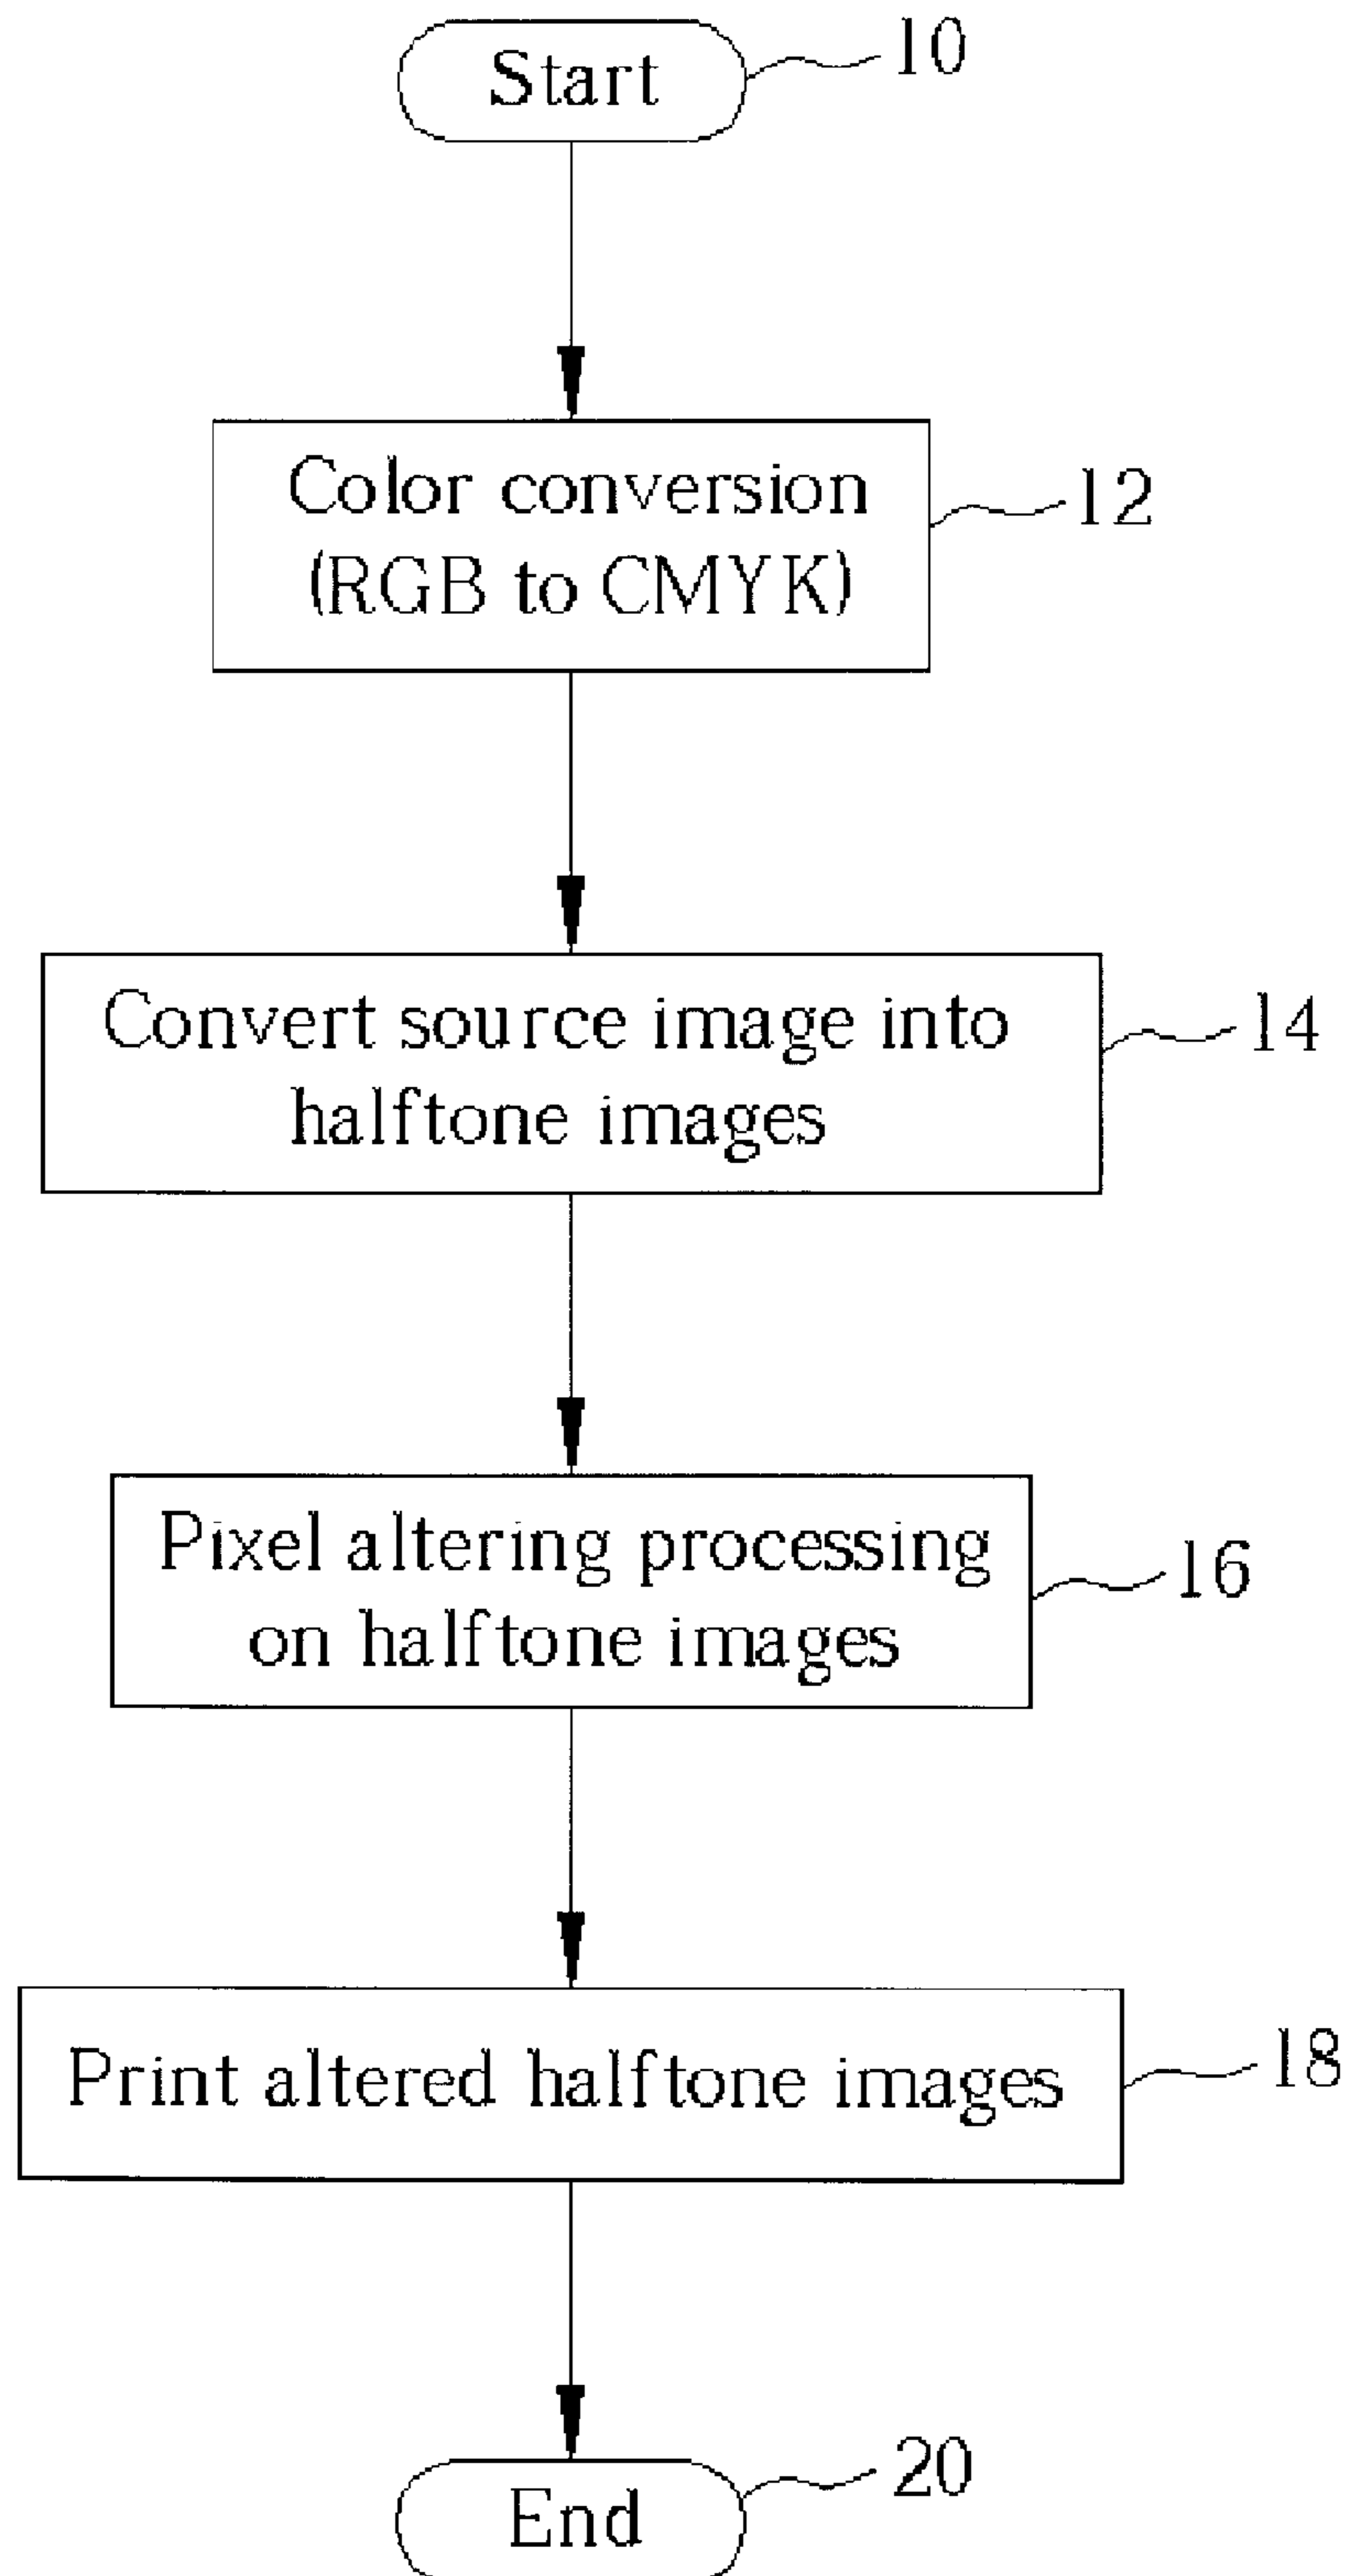 Start
10
Color conversion
(RGB to CMYK)
12
Convert source image into
halftone images
14
Pixel altering processing
on halftone images
16
Print altered halftone images
18
End
20